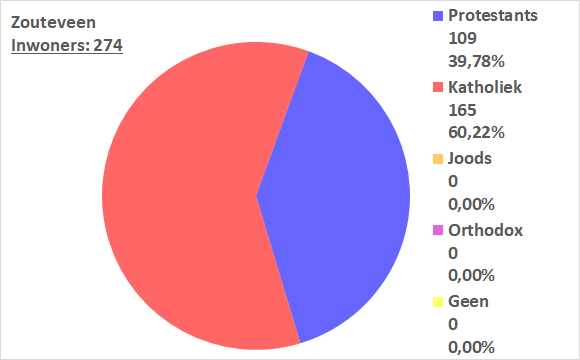 Zouteveen
Inwoners: 274
Protestants
109
39,78%
Katholiek
165
60,22%
Joods
0
0,00%
Orthodox
0
0,00%
Geen
0
0,00%